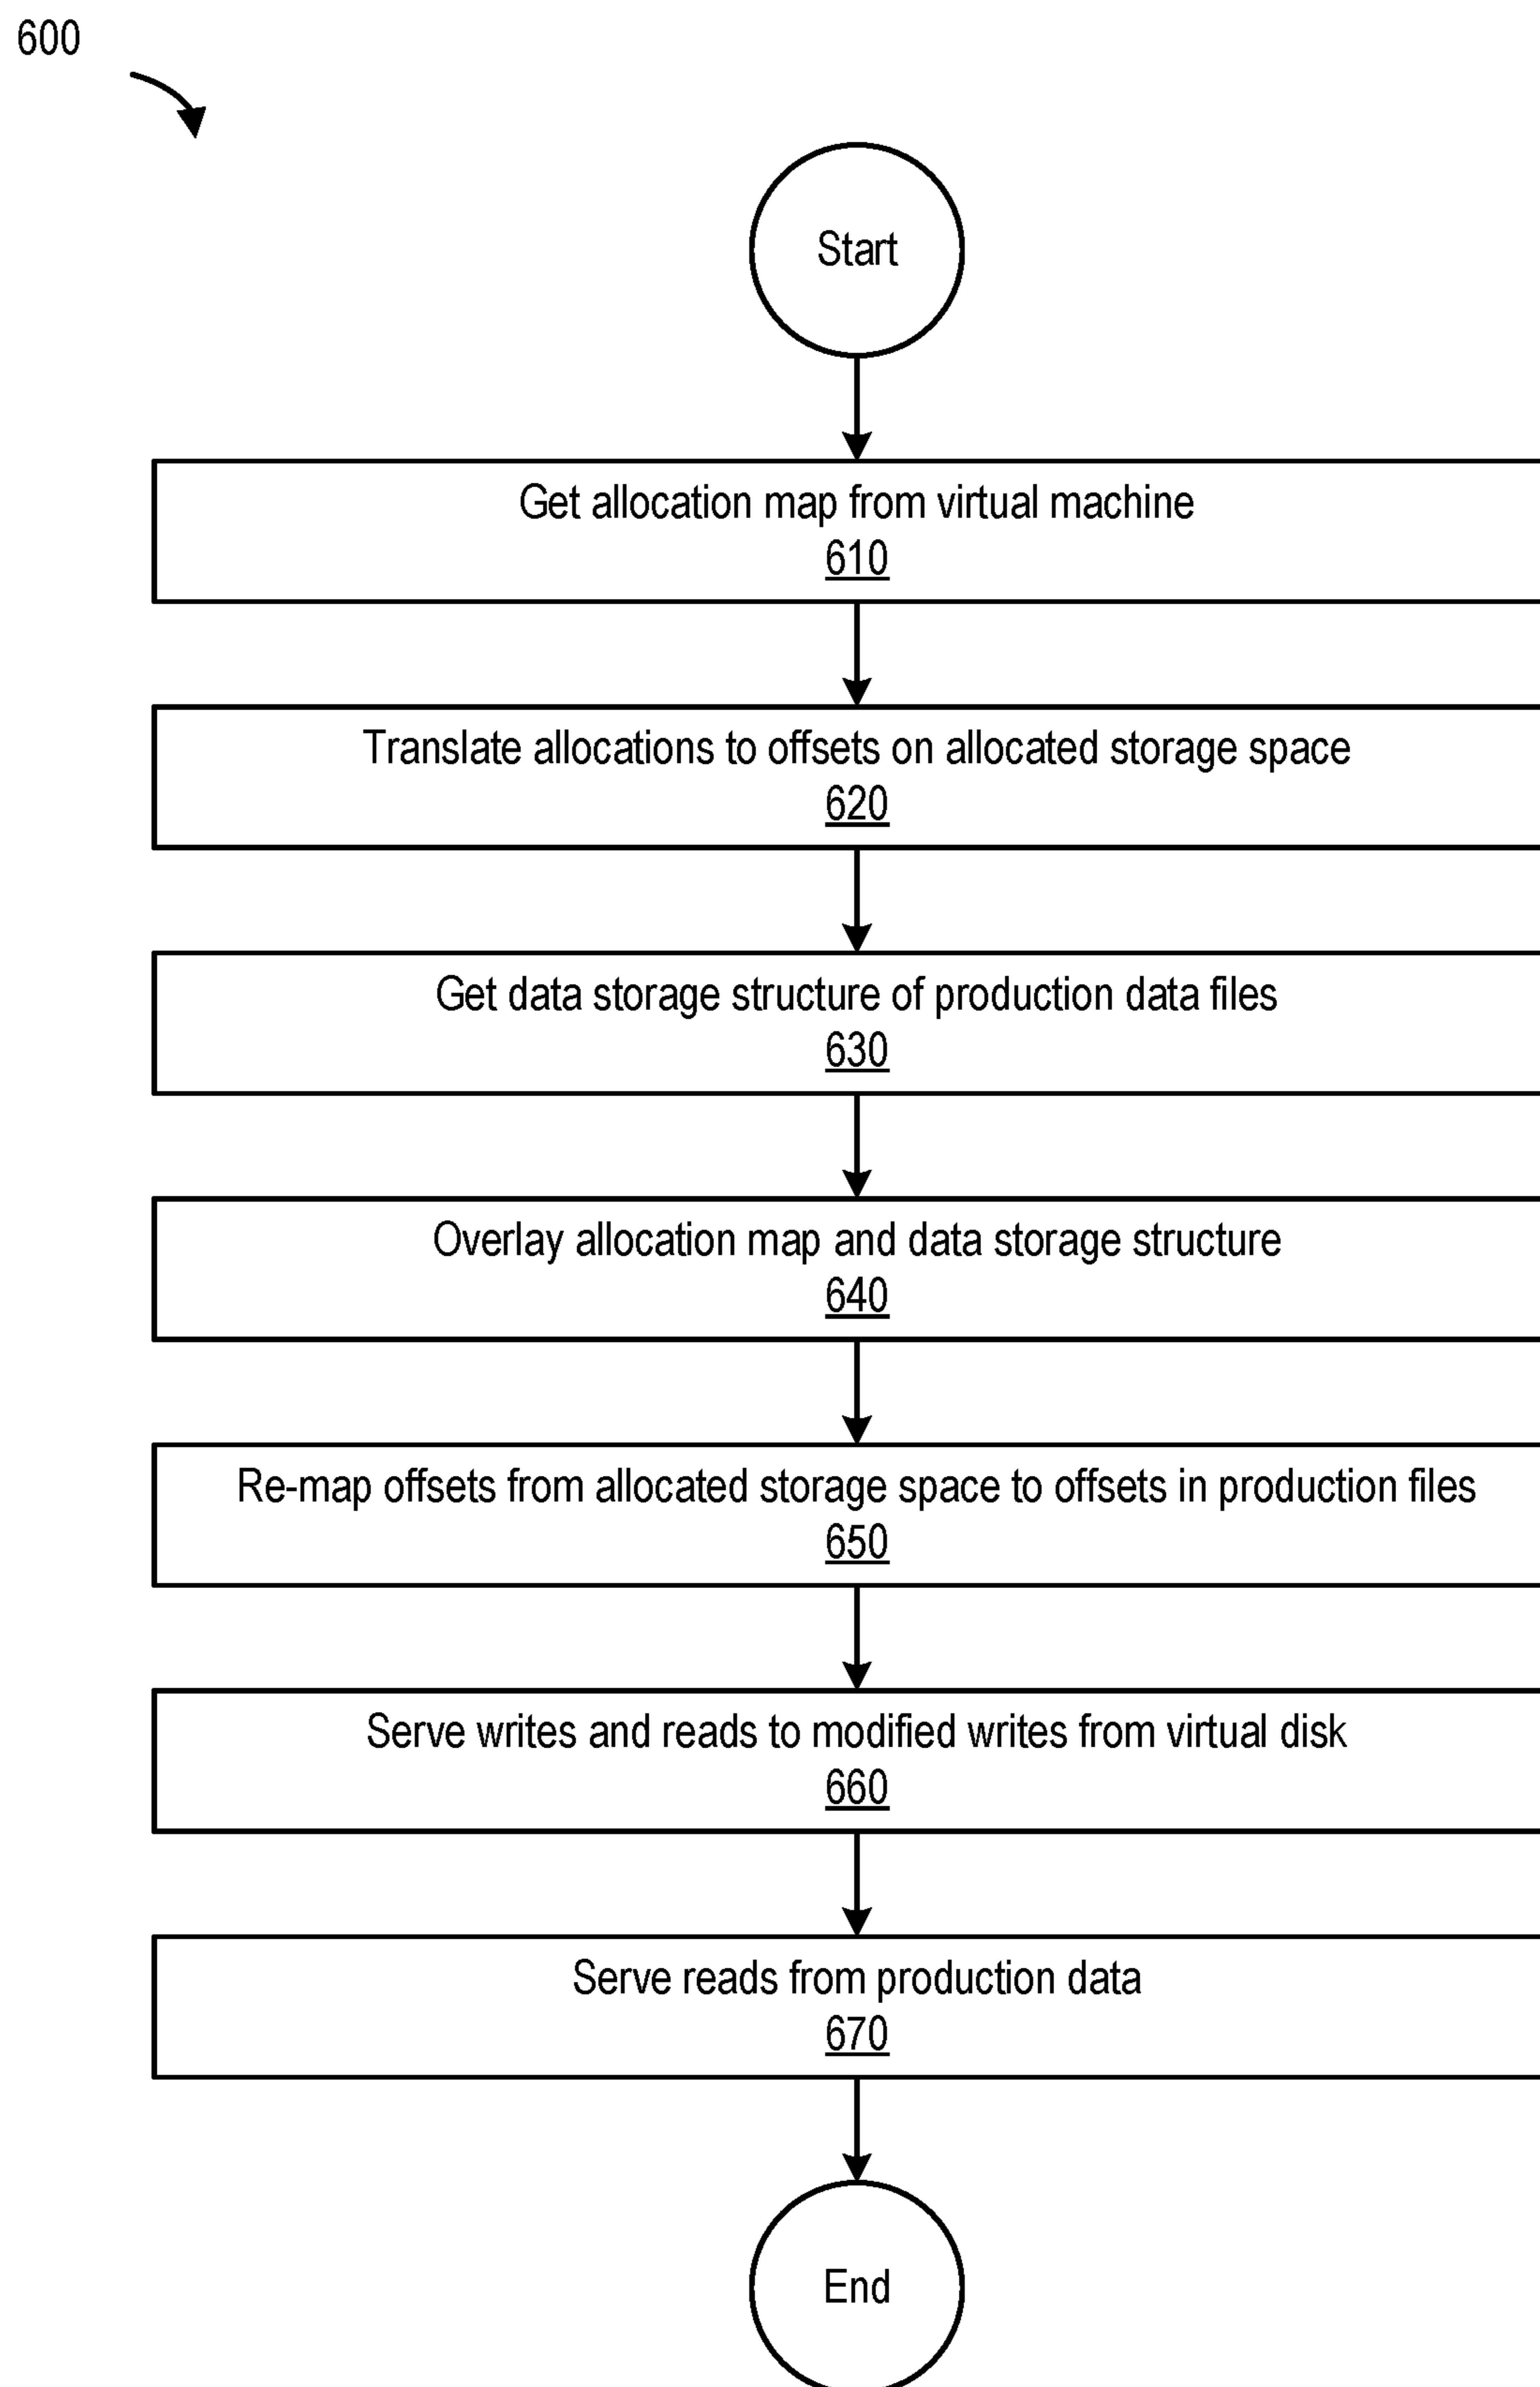 600
Start
Get allocation map from virtual machine
610
Translate allocations to offsets on allocated storage space
620
Get data storage structure of production data files
630
Overlay allocation map and data storage structure
640
Re-map offsets from allocated storage space to offsets in production files
650
Serve writes and reads to modified writes from virtual disk
660
Serve reads from production data
670
End